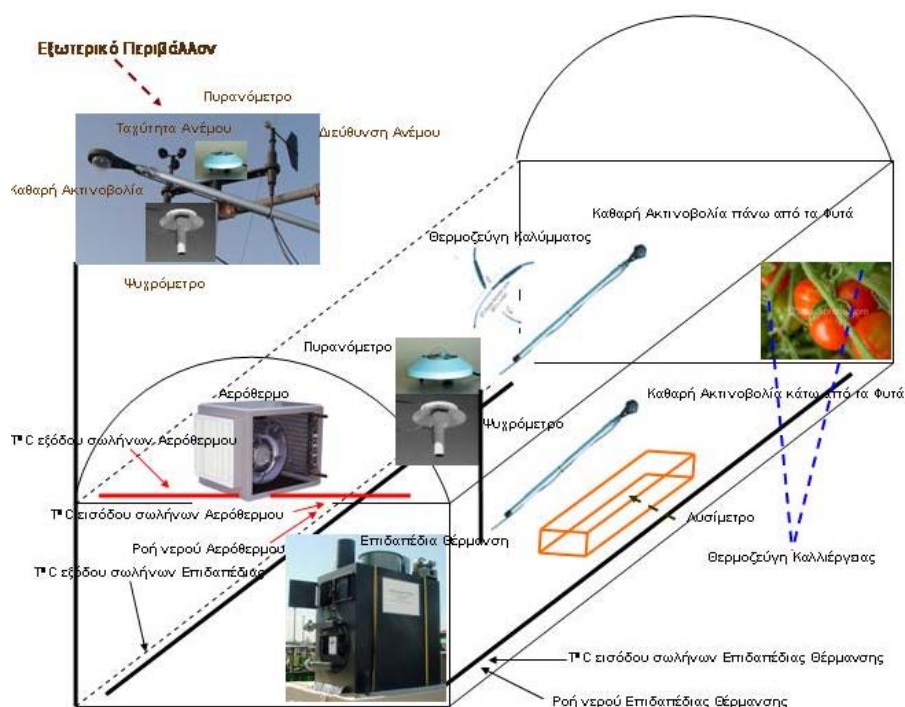 Εξωτερικό Περιβάλλον
Πυρανόμετρο
Ταχύτητα Ανέμου
Διεύθυνση Ανέμου
Καθαρή Ακτινοβολία
Καθαρή Ακτινοβολία πάνω από τα Φυτά
Θερμοζεύγη Καλύμματος
Ψυχρόμετρο
Πυρανόμετρο
Αερόθερμο
Καθαρή Ακτινοβολία κάτω από τα Φυτά
Ψυχρόμετρο
Τ°C εξόδου σωλήνων Αερόθερμου
Τ°C εισόδου σωλήνων Αερόθερμου
Λυσίμετρο
Ροή νερού Αερόθερμου
Επιδαπέδια Θέρμανση
Θερμοζεύγη Καλλιέργειας
Τ°C εξόδου σωλήνων Επιδαπέδιας
Τ°C εισόδου σωλήνων Επιδαπέδιας Θέρμανσης
Ροή νερού Επιδαπέδιας Θέρμανσης